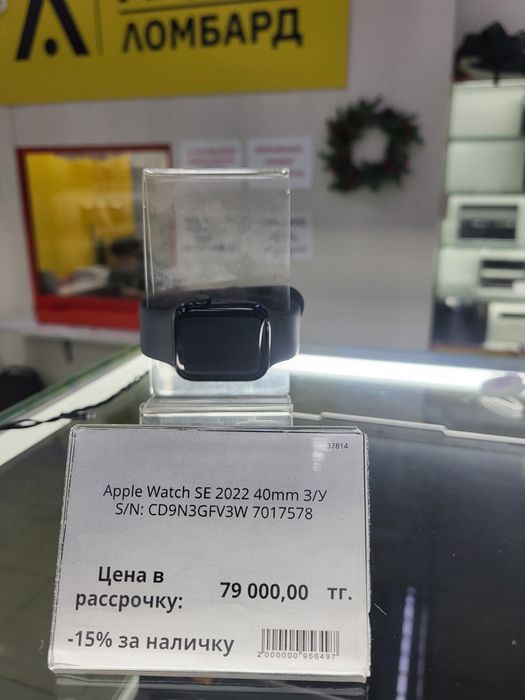 ЛОМБАРД
37814
Apple Watch SE 2022 40mm З/У
S/N: CD9N3GFV3W 7017578
Цена в
рассрочку:
79 000,00 тг.
-15% за наличку
2000000956497